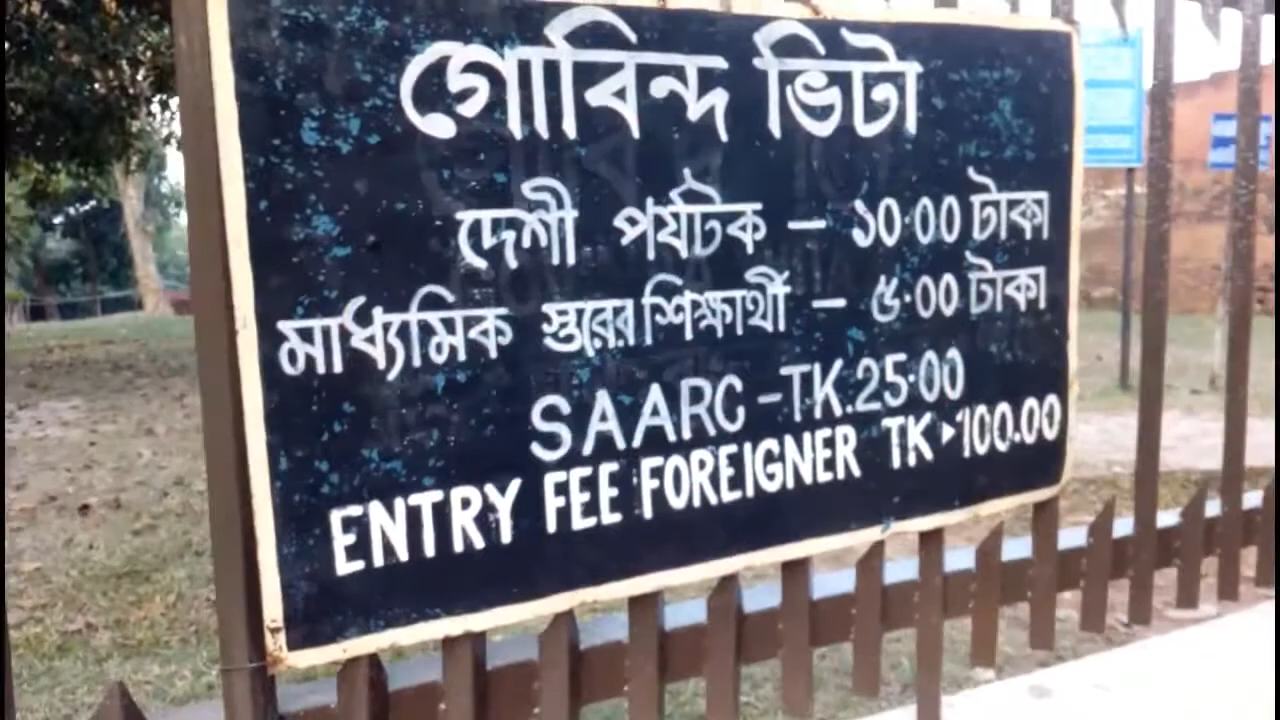 গোবিন্দ ভিটা
দেশী পর্যটক – ১০·০০ টাকা
মাধ্যমিক স্তরের শিক্ষার্থী – ৫·০০ টাকা
SAARC – TK.25·00
ENTRY FEE FOREIGNER TK ▸100.00